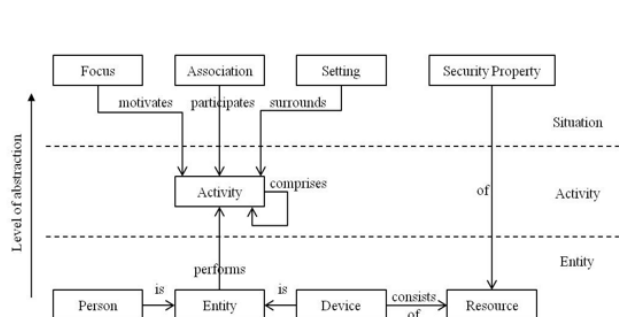 Focus
Association
Setting
Security Property
motivates
participates
surrounds
Situation
Level of abstraction
Activity
comprises
of
Activity
Entity
performs
is
is
consists
of
Person
Entity
Device
Resource